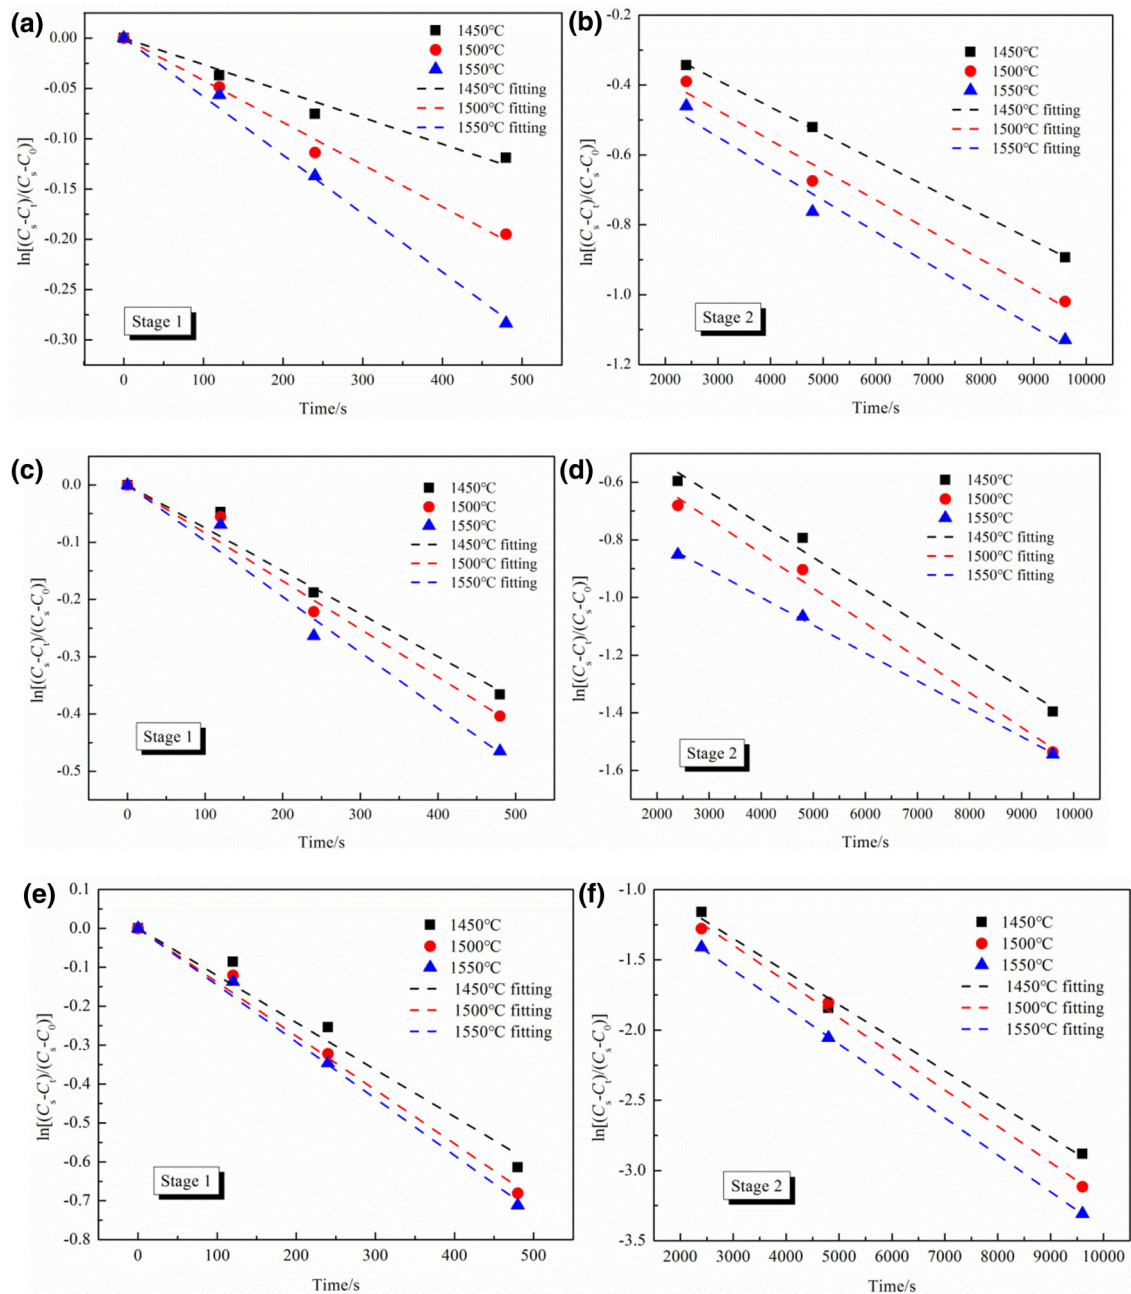 (a)
0.00
-0.05
-0.10
-0.15
-0.20
-0.25
-0.30
ln[(Cs-Ct)/(Cs-C0)]
1450℃
1500℃
1550℃
1450℃ fitting
1500℃ fitting
1550℃ fitting
Stage 1
0 100 200 300 400 500
Time/s
(b)
-0.2
-0.4
-0.6
-0.8
-1.0
-1.2
ln[(Cs-Ct)/(Cs-C0)]
1450℃
1500℃
1550℃
1450℃ fitting
1500℃ fitting
1550℃ fitting
Stage 2
2000 3000 4000 5000 6000 7000 8000 9000 10000
Time/s
(c)
0.0
-0.1
-0.2
-0.3
-0.4
-0.5
ln[(Cs-Ct)/(Cs-C0)]
1450℃
1500℃
1550℃
1450℃ fitting
1500℃ fitting
1550℃ fitting
Stage 1
0 100 200 300 400 500
Time/s
(d)
-0.6
-0.8
-1.0
-1.2
-1.4
-1.6
ln[(Cs-Ct)/(Cs-C0)]
1450℃
1500℃
1550℃
1450℃ fitting
1500℃ fitting
1550℃ fitting
Stage 2
2000 3000 4000 5000 6000 7000 8000 9000 10000
Time/s
(e)
0.1
0.0
-0.1
-0.2
-0.3
-0.4
-0.5
-0.6
-0.7
-0.8
ln[(Cs-Ct)/(Cs-C0)]
1450℃
1500℃
1550℃
1450℃ fitting
1500℃ fitting
1550℃ fitting
Stage 1
0 100 200 300 400 500
Time/s
(f)
-1.0
-1.5
-2.0
-2.5
-3.0
-3.5
ln[(Cs-Ct)/(Cs-C0)]
1450℃
1500℃
1550℃
1450℃ fitting
1500℃ fitting
1550℃ fitting
Stage 2
2000 3000 4000 5000 6000 7000 8000 9000 10000
Time/s